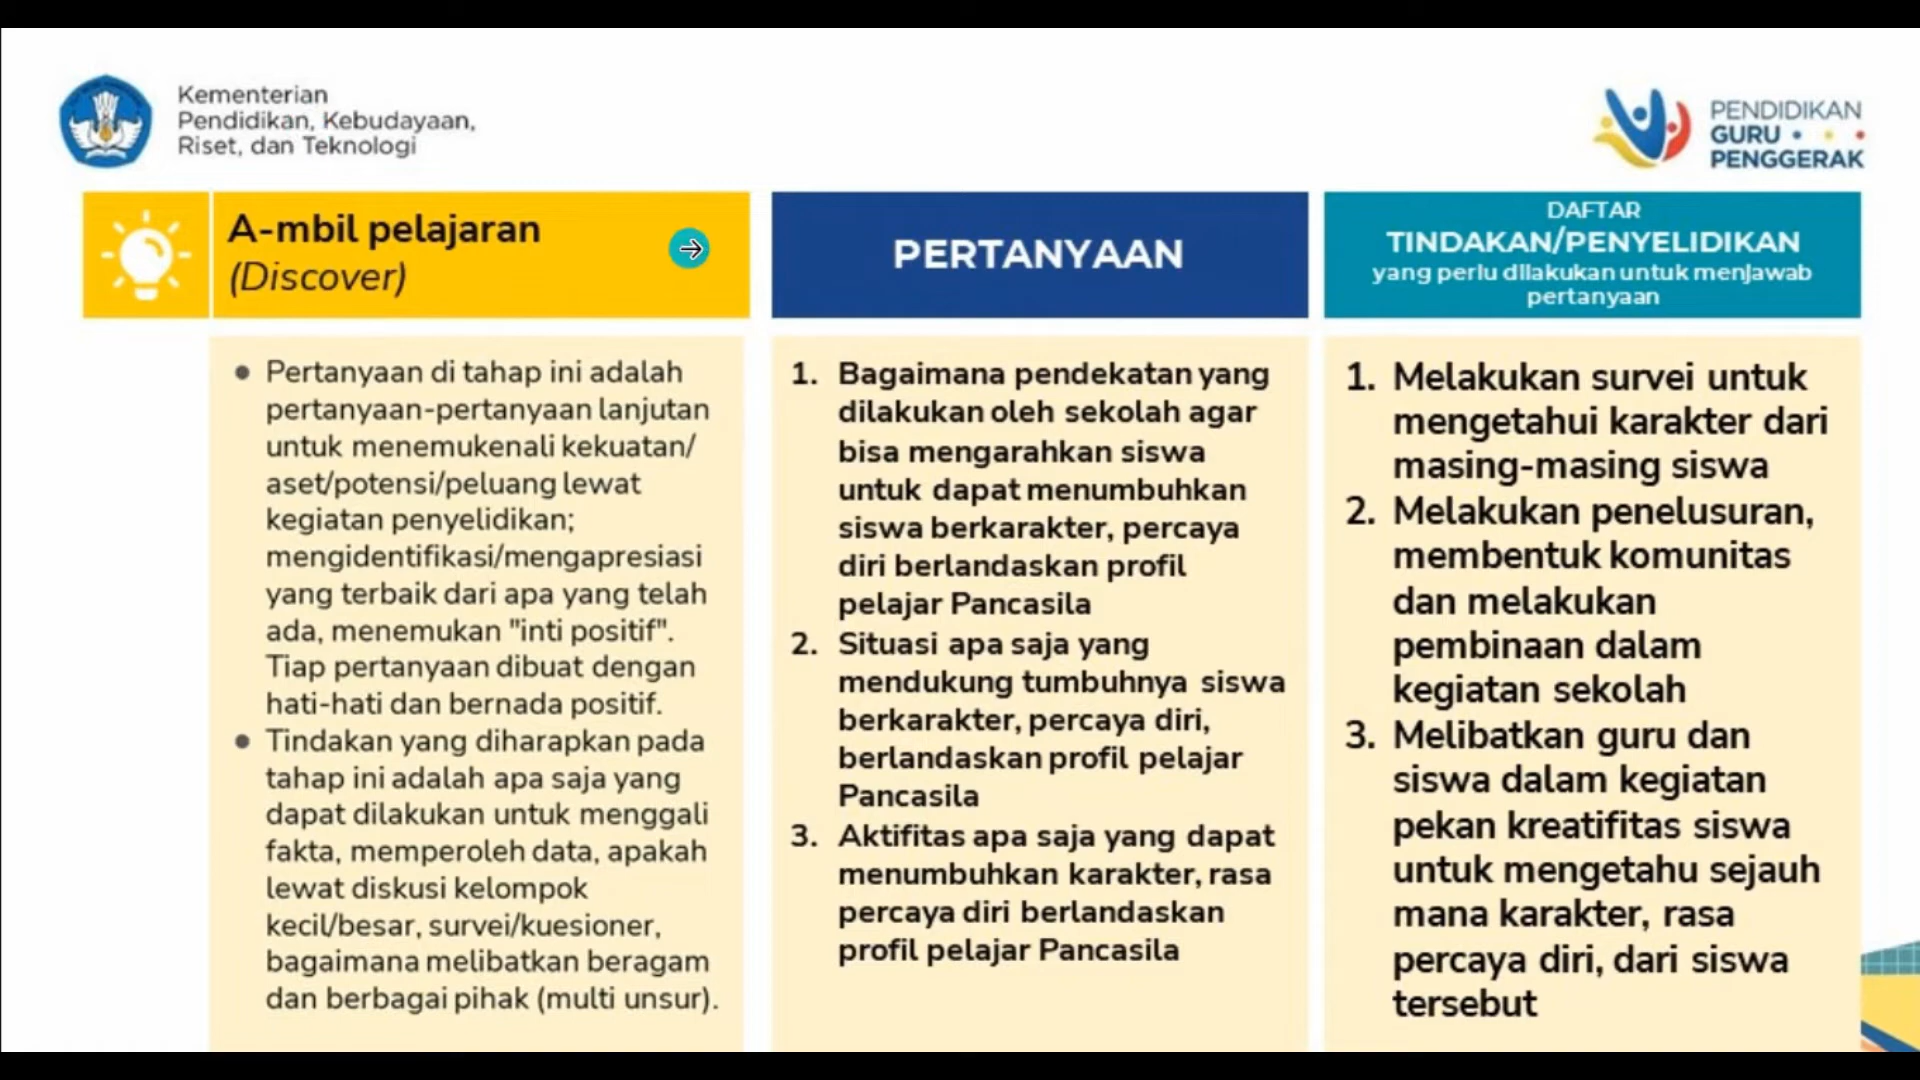 Kementerian
Pendidikan, Kebudayaan,
Riset, dan Teknologi
PENDIDIKAN
GURU
PENGGERAK
A-mbil pelajaran
(Discover)
PERTANYAAN
DAFTAR
TINDAKAN/PENYELIDIKAN
yang perlu dilakukan untuk menjawab
pertanyaan
• Pertanyaan di tahap ini adalah
pertanyaan-pertanyaan lanjutan
untuk menemukenali kekuatan/
aset/potensi/peluang lewat
kegiatan penyelidikan;
mengidentifikasi/mengapresiasi
yang terbaik dari apa yang telah
ada, menemukan "inti positif".
Tiap pertanyaan dibuat dengan
hati-hati dan bernada positif.
• Tindakan yang diharapkan pada
tahap ini adalah apa saja yang
dapat dilakukan untuk menggali
fakta, memperoleh data, apakah
lewat diskusi kelompok
kecil/besar, survei/kuesioner,
bagaimana melibatkan beragam
dan berbagai pihak (multi unsur).
1. Bagaimana pendekatan yang
dilakukan oleh sekolah agar
bisa mengarahkan siswa
untuk dapat menumbuhkan
siswa berkarakter, percaya
diri berlandaskan profil
pelajar Pancasila
2. Situasi apa saja yang
mendukung tumbuhnya siswa
berkarakter, percaya diri,
berlandaskan profil pelajar
Pancasila
3. Aktifitas apa saja yang dapat
menumbuhkan karakter, rasa
percaya diri berlandaskan
profil pelajar Pancasila
1. Melakukan survei untuk
mengetahui karakter dari
masing-masing siswa
2. Melakukan penelusuran,
membentuk komunitas
dan melakukan
pembinaan dalam
kegiatan sekolah
3. Melibatkan guru dan
siswa dalam kegiatan
pekan kreatifitas siswa
untuk mengetahu sejauh
mana karakter, rasa
percaya diri, dari siswa
tersebut